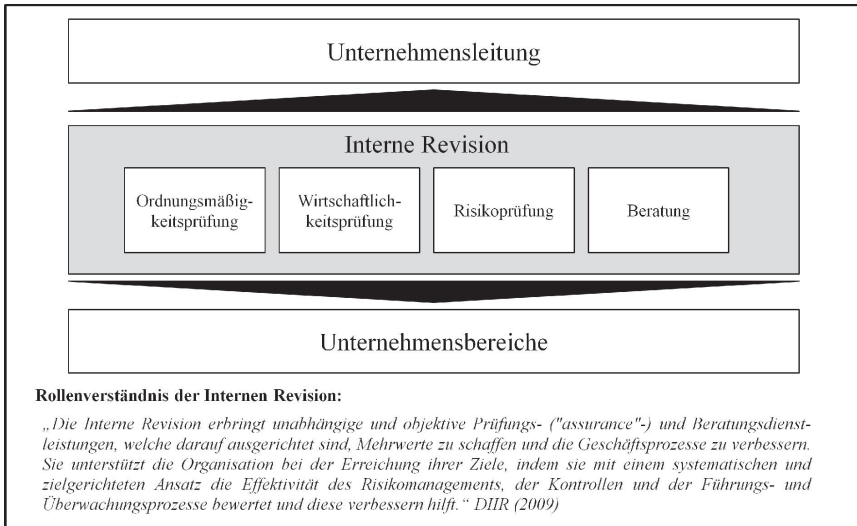 Unternehmensleitung
Interne Revision
Ordnungsmäßig-
keitsprüfung
Wirtschaftlich-
keitsprüfung
Risikoprüfung
Beratung
Unternehmensbereiche
Rollenverständnis der Internen Revision:
„Die Interne Revision erbringt unabhängige und objektive Prüfungs- ("assurance"-) und Beratungsdienst-
leistungen, welche darauf ausgerichtet sind, Mehrwerte zu schaffen und die Geschäftsprozesse zu verbessern.
Sie unterstützt die Organisation bei der Erreichung ihrer Ziele, indem sie mit einem systematischen und
zielgerichteten Ansatz die Effektivität des Risikomanagements, der Kontrollen und der Führungs- und
Überwachungsprozesse bewertet und diese verbessern hilft.“ DIIR (2009)